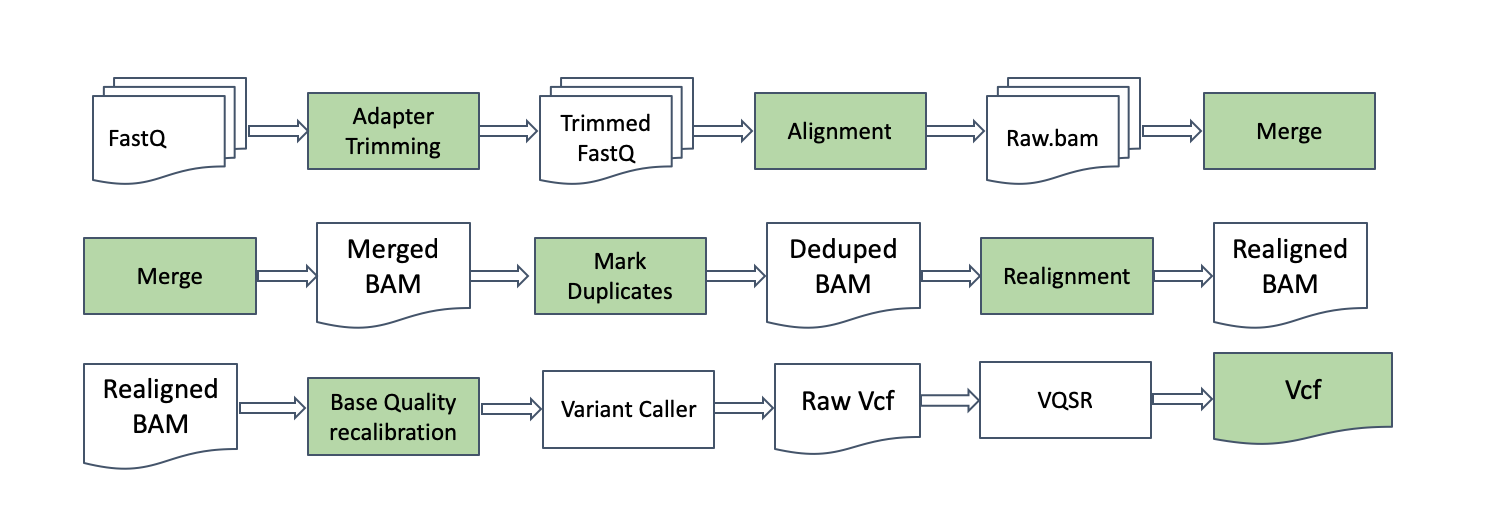 FastQ
Adapter
Trimming
Trimmed
FastQ
Alignment
Raw.bam
Merge
Merge
Merged
BAM
Mark
Duplicates
Deduped
BAM
Realignment
Realigned
BAM
Realigned
BAM
Base Quality
recalibration
Variant Caller
Raw Vcf
VQSR
Vcf